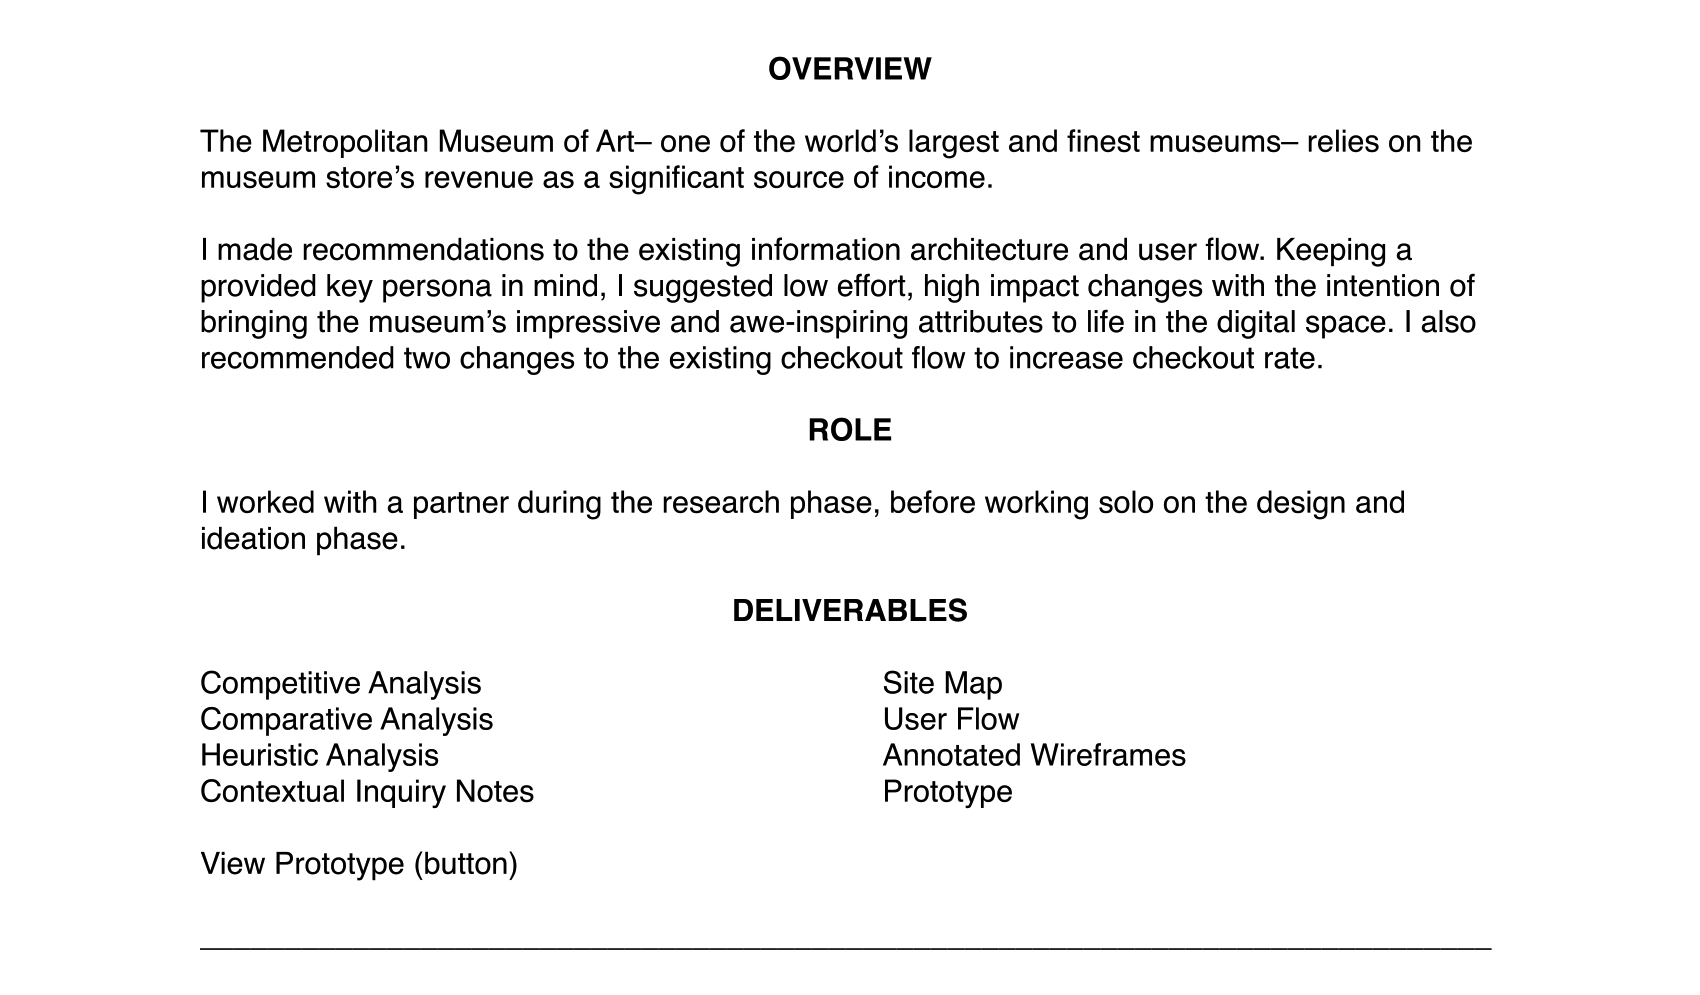 OVERVIEW
The Metropolitan Museum of Art– one of the world’s largest and finest museums– relies on the
museum store’s revenue as a significant source of income.
I made recommendations to the existing information architecture and user flow. Keeping a
provided key persona in mind, I suggested low effort, high impact changes with the intention of
bringing the museum’s impressive and awe-inspiring attributes to life in the digital space. I also
recommended two changes to the existing checkout flow to increase checkout rate.
ROLE
I worked with a partner during the research phase, before working solo on the design and
ideation phase.
DELIVERABLES
Competitive Analysis
Comparative Analysis
Heuristic Analysis
Contextual Inquiry Notes
Site Map
User Flow
Annotated Wireframes
Prototype
View Prototype (button)